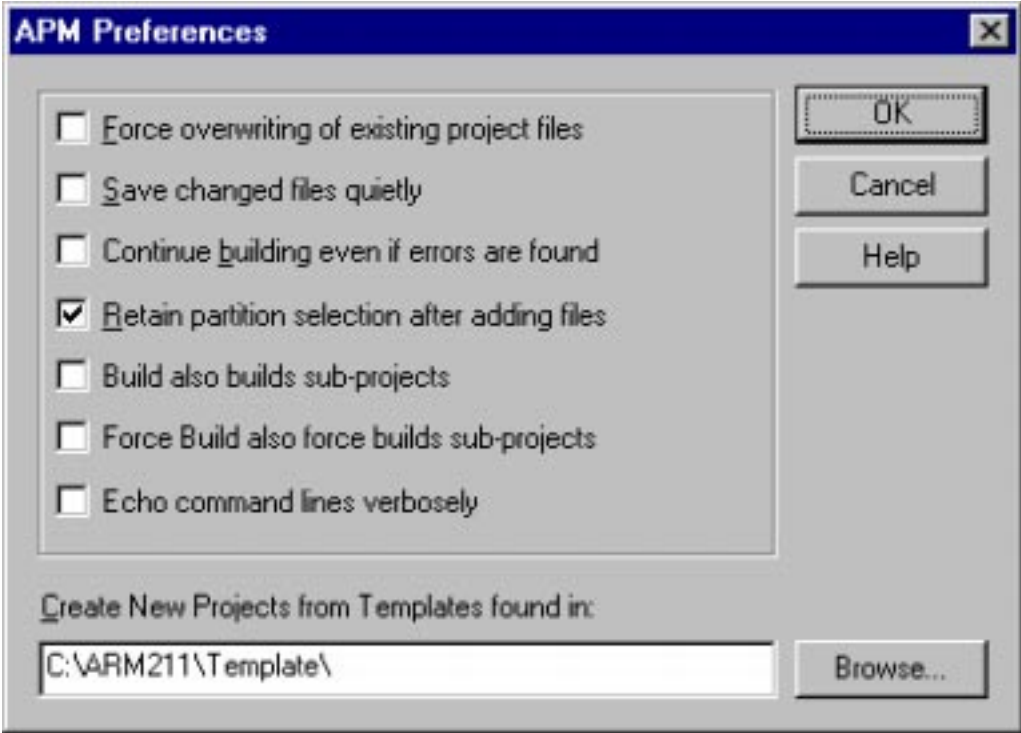 APM Preferences
Force overwriting of existing project files
Save changed files quietly
Continue building even if errors are found
Retain partition selection after adding files
Build also builds sub-projects
Force Build also force builds sub-projects
Echo command lines verbosely
OK
Cancel
Help
Create New Projects from Templates found in:
C:\ARM211\Template\
Browse...